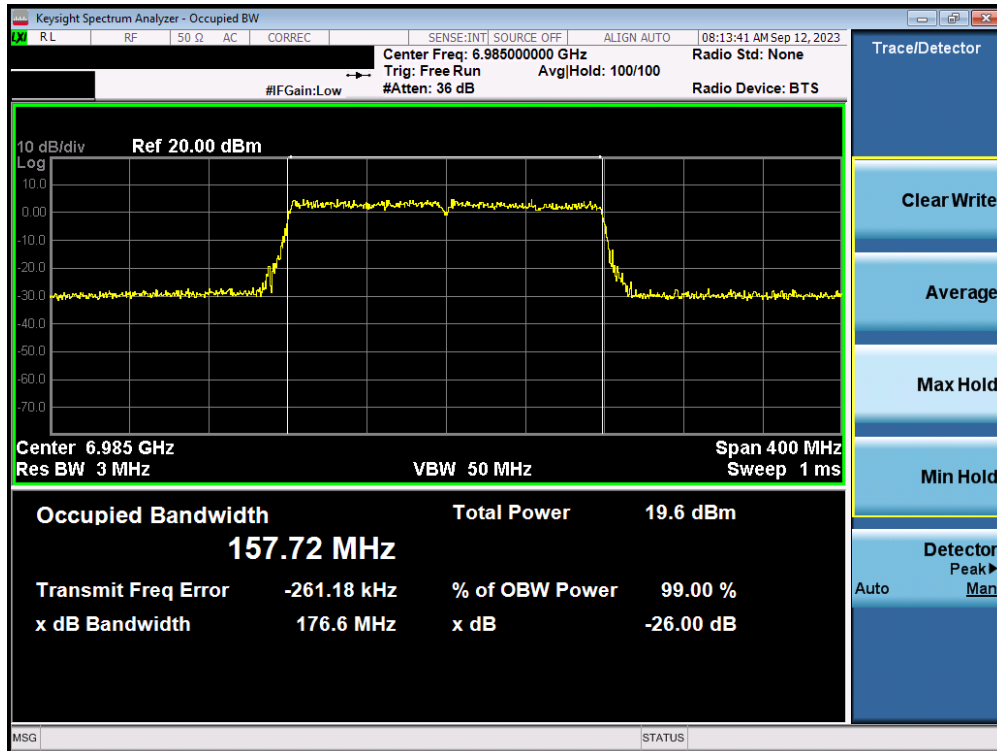 Keysight Spectrum Analyzer - Occupied BW
LXI RL RF 50 Ω AC CORREC SENSE:INT SOURCE OFF ALIGN AUTO 08:13:41 AM Sep 12, 2023
Center Freq: 6.985000000 GHz Radio Std: None
Trig: Free Run Avg|Hold: 100/100
#IFGain:Low #Atten: 36 dB Radio Device: BTS
Trace/Detector
10 dB/div Ref 20.00 dBm
Log
10.0
0.00
-10.0
-20.0
-30.0
-40.0
-50.0
-60.0
-70.0
Center 6.985 GHz Span 400 MHz
Res BW 3 MHz VBW 50 MHz Sweep 1 ms
Clear Write
Average
Max Hold
Min Hold
Detector
Peak▶
Auto Man
Occupied Bandwidth Total Power 19.6 dBm
157.72 MHz
Transmit Freq Error -261.18 kHz % of OBW Power 99.00 %
x dB Bandwidth 176.6 MHz x dB -26.00 dB
MSG STATUS